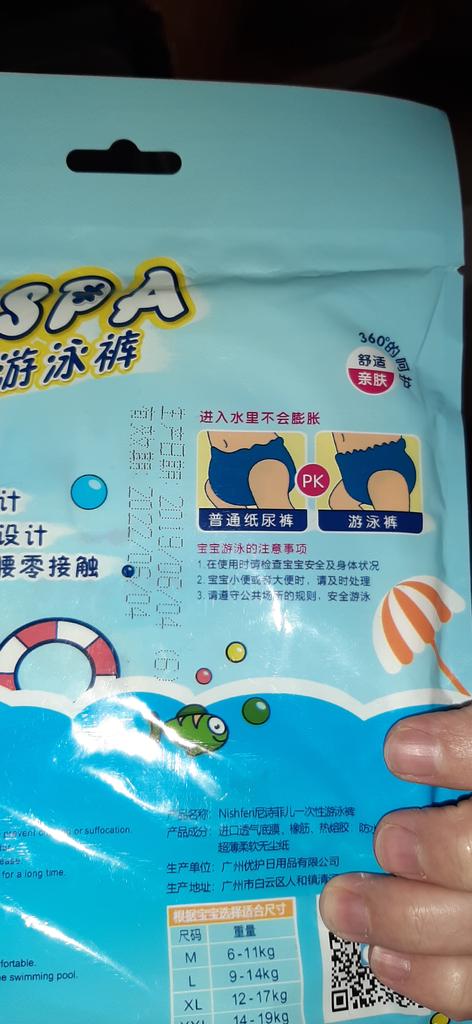 SPA
游泳裤
360°的呵护
舒适
亲肤
进入水里不会膨胀
PK
普通纸尿裤
游泳裤
宝宝游泳的注意事项
1.在使用时请检查宝宝安全及身体状况
2.宝宝小便或者大便时，请及时处理
3.请遵守公共场所的规则，安全游泳
生产日期 2019/06/04
2022/06/04
计
设计
腰零接触
prevent choking or suffocation.
for a long time.
swimming pool.
产品名称：Nishfen尼诗菲儿一次性游泳裤
产品成分：进口透气底膜、橡筋、热熔胶、防水
超薄柔软无尘纸
生产单位：广州优护日用品有限公司
生产地址：广州市白云区人和镇清
根据宝宝选择适合尺寸
尺码 重量
M 6-11kg
L 9-14kg
XL 12-17kg
XXL 14-19kg